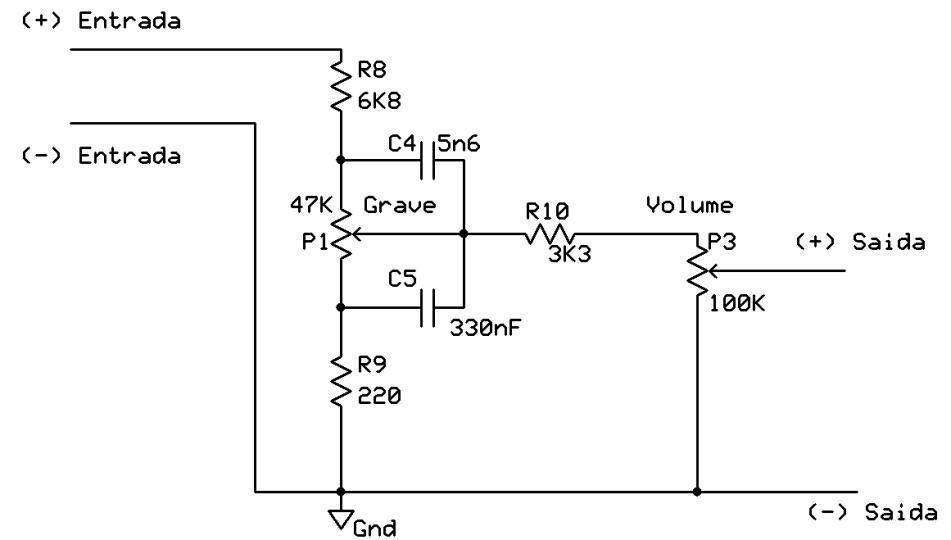 (+) Entrada
R8
6K8
(-) Entrada
C4 5n6
47K Grave
P1
R10
3K3
Volume
P3
100K
(+) Saida
C5
330nF
R9
220
Gnd
(-) Saida